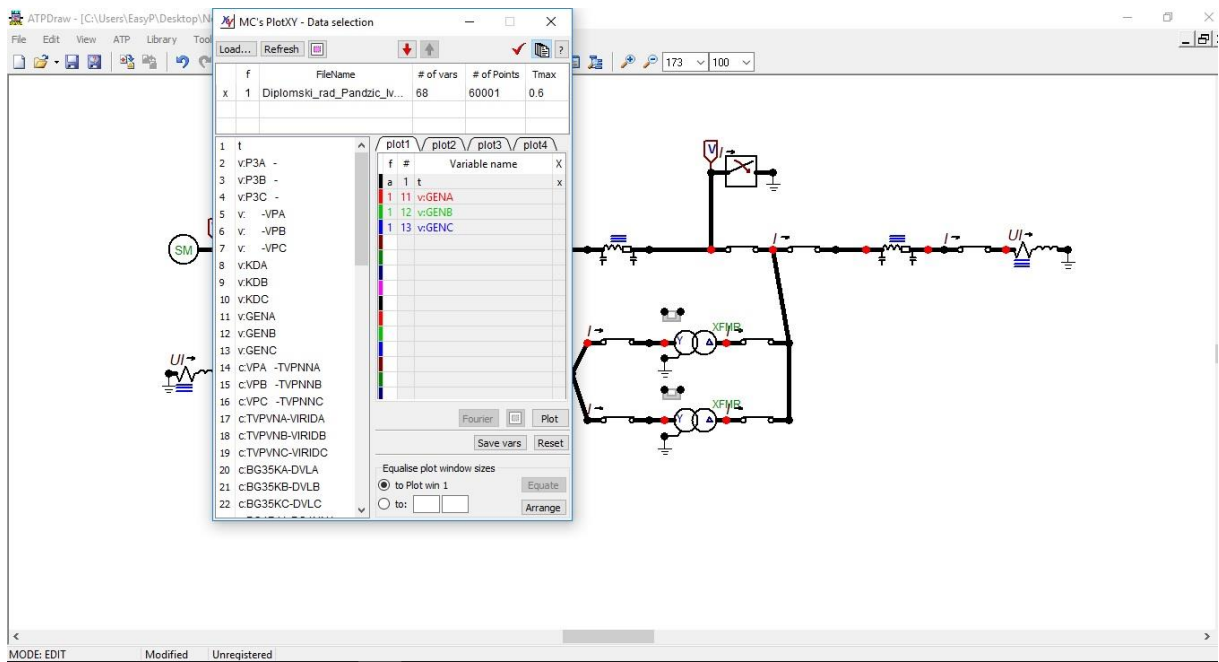 ATPDraw - [C:\Users\EasyP\Desktop\N
File Edit View ATP Library Tool
173 100
MC's PlotXY - Data selection
Load... Refresh ?
f FileName # of vars # of Points Tmax
x 1 Diplomski_rad_Pandzic_Iv... 68 60001 0.6
plot1 plot2 plot3 plot4
f # Variable name X
a 1 t x
1 11 v:GENA
1 12 v:GENB
1 13 v:GENC
1 t
2 v:P3A -
3 v:P3B -
4 v:P3C -
5 v: -VPA
6 v: -VPB
7 v: -VPC
8 v:KDA
9 v:KDB
10 v:KDC
11 v:GENA
12 v:GENB
13 v:GENC
14 c:VPA -TVPNNA
15 c:VPB -TVPNNB
16 c:VPC -TVPNNC
17 c:TVPVNA-VIRIDA
18 c:TVPVNB-VIRIDB
19 c:TVPVNC-VIRIDC
20 c:BG35KA-DVLA
21 c:BG35KB-DVLB
22 c:BG35KC-DVLC
Fourier Plot
Save vars Reset
Equalise plot window sizes
to Plot win 1 Equate
to: Arrange
V I
SM
I I UI
UI
I XFMR I
Y Δ
I XFMR I
Y Δ
MODE: EDIT Modified Unregistered